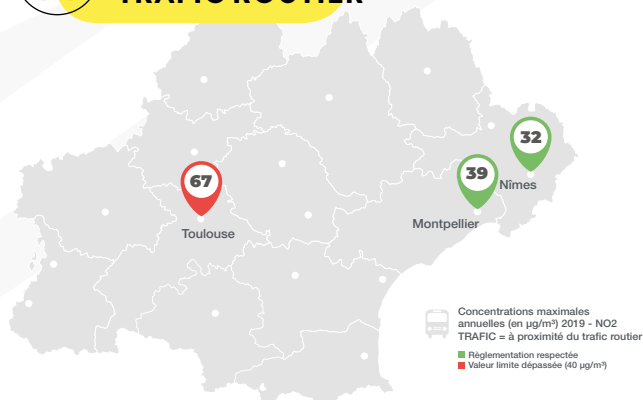 TRAFIC ROUTIER
32
39
67
Nîmes
Montpellier
Toulouse
Concentrations maximales
annuelles (en µg/m³) 2019 - NO2
TRAFIC = à proximité du trafic routier
Règlementation respectée
Valeur limite dépassée (40 µg/m³)